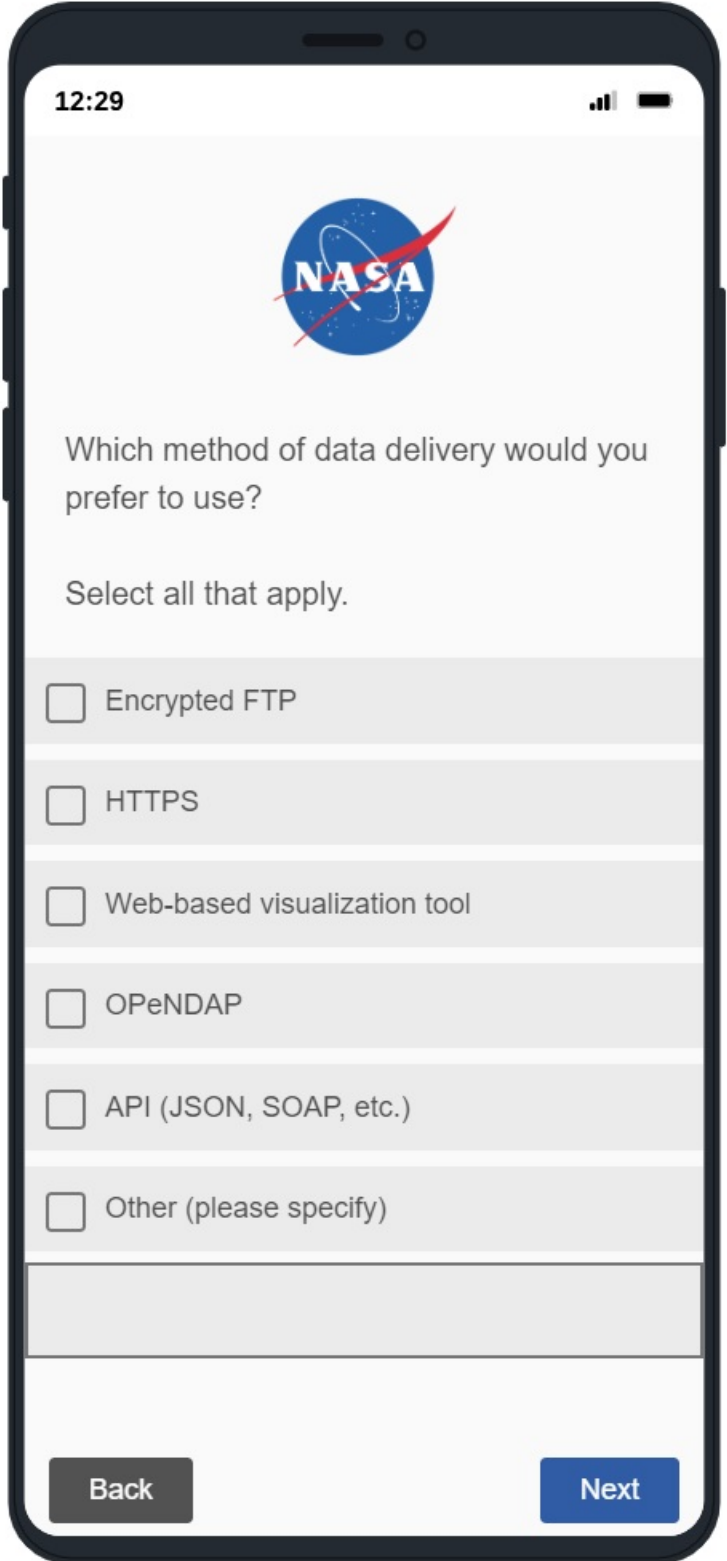 12:29
NASA
Which method of data delivery would you
prefer to use?
Select all that apply.
Encrypted FTP
HTTPS
Web-based visualization tool
OPeNDAP
API (JSON, SOAP, etc.)
Other (please specify)
Back
Next